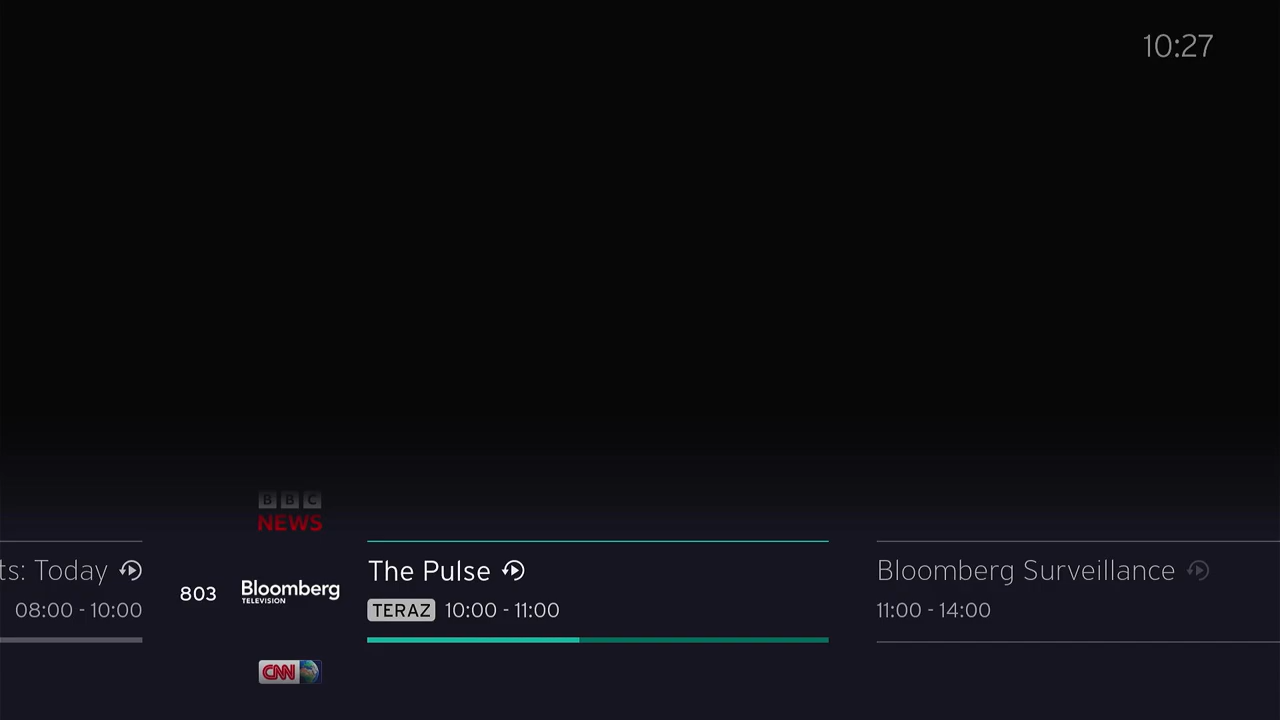 10:27
BBC
NEWS
ts: Today
08:00 - 10:00
803
Bloomberg
TELEVISION
The Pulse
TERAZ 10:00 - 11:00
Bloomberg Surveillance
11:00 - 14:00
CNN